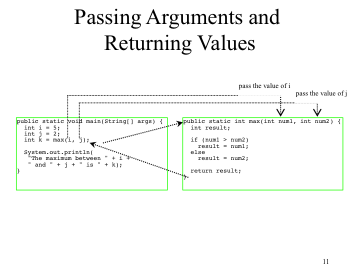 Passing Arguments and
Returning Values
pass the value of i
pass the value of j
public static void main(String[] args) {
int i = 5;
int j = 2;
int k = max(i, j);
System.out.println(
"The maximum between " + i +
" and " + j + " is " + k);
}
public static int max(int num1, int num2) {
int result;
if (num1 > num2)
result = num1;
else
result = num2;
return result;
}
11